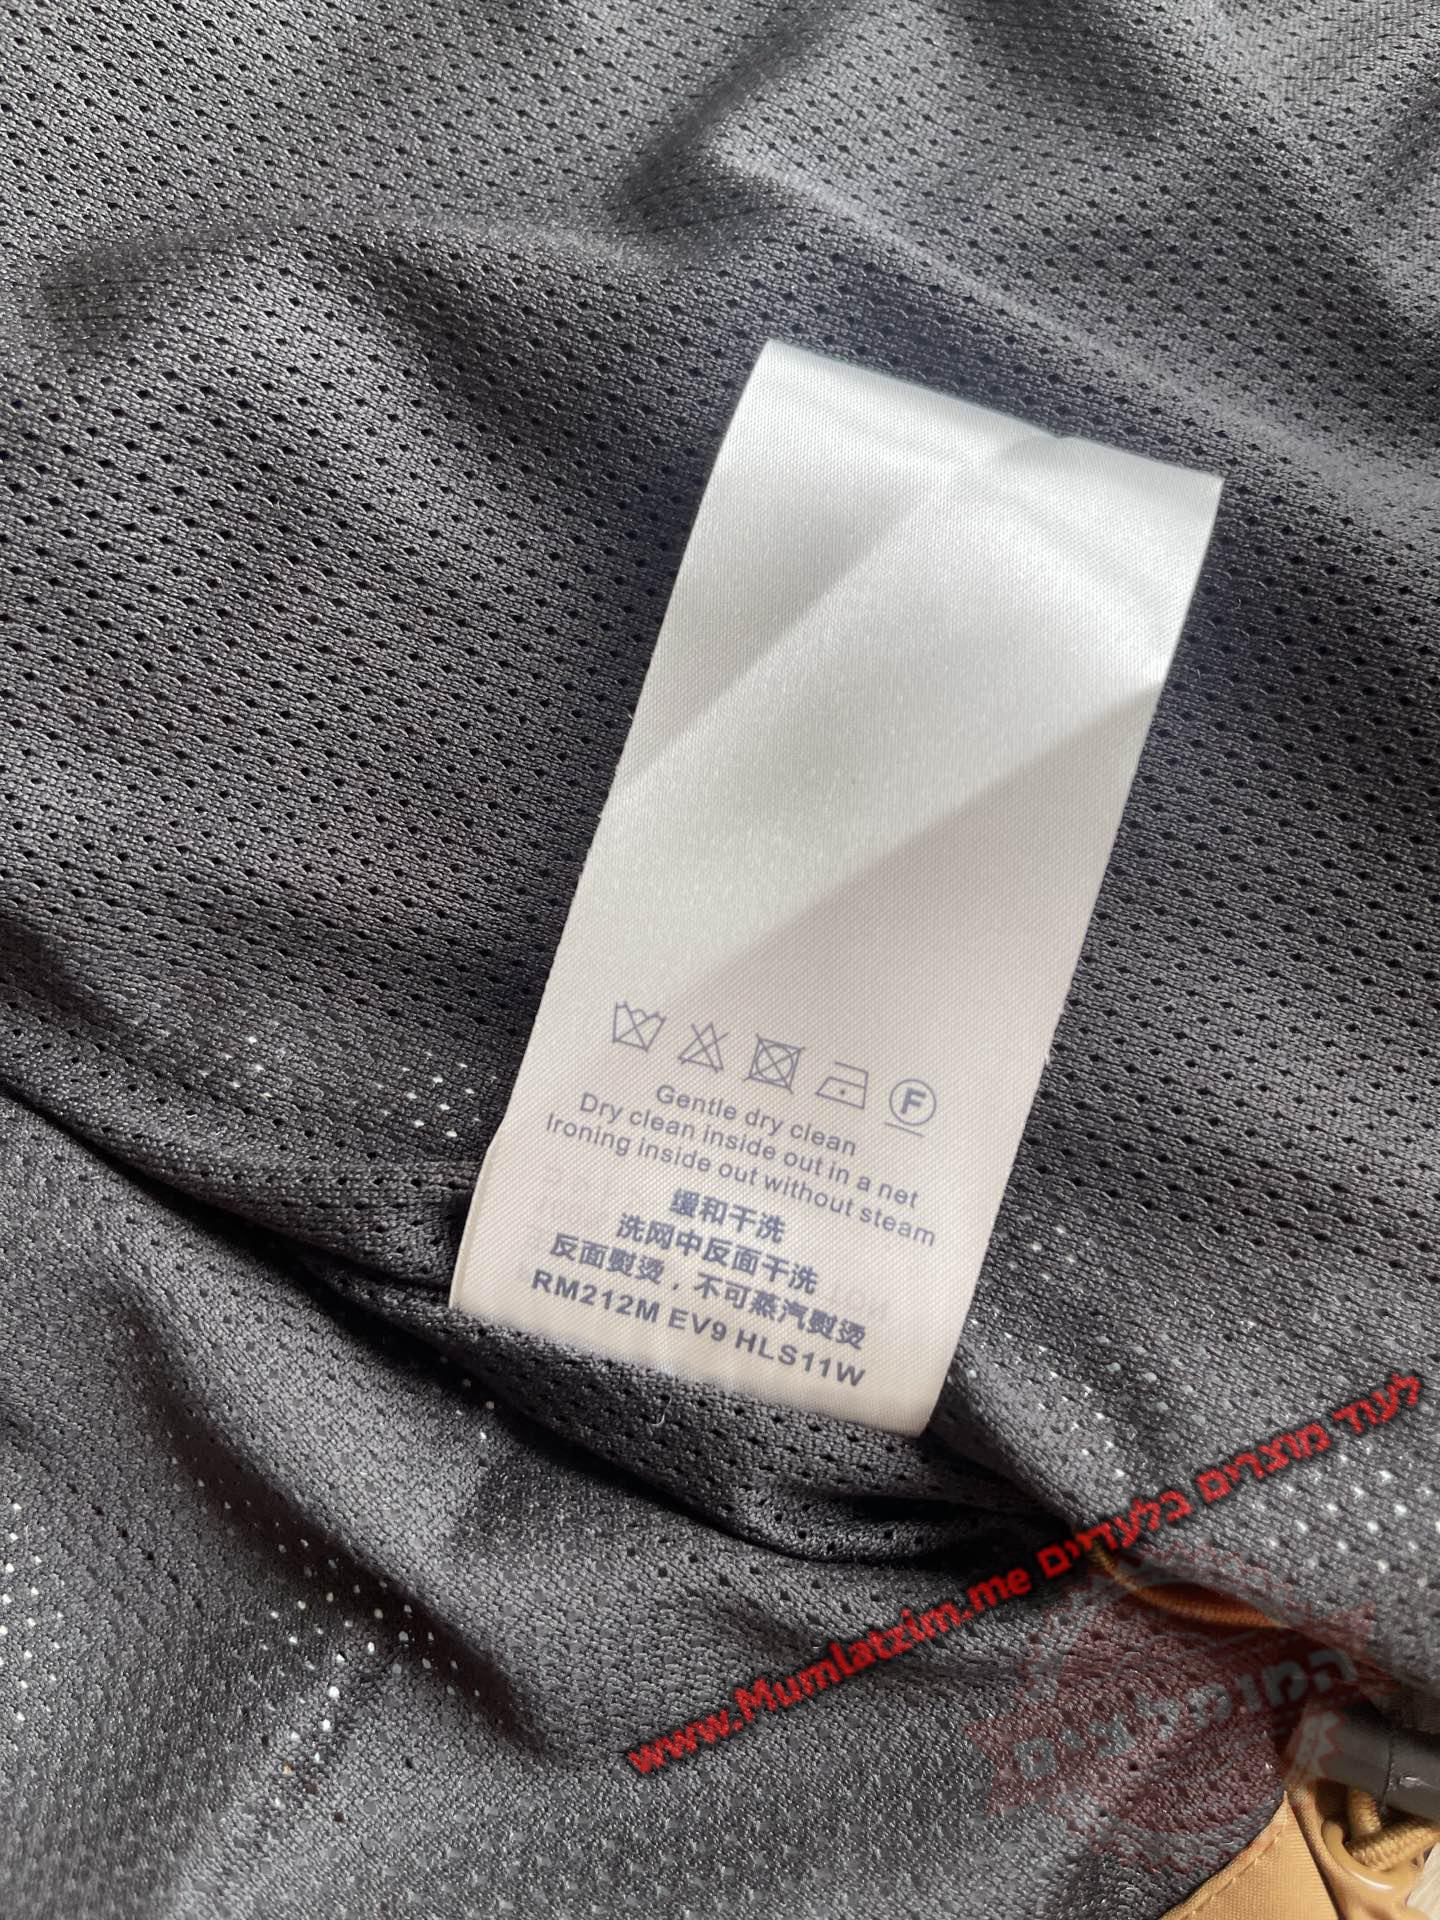 F
Gentle dry clean
Dry clean inside out in a net
Ironing inside out without steam
缓和干洗
洗网中反面干洗
反面熨烫，不可蒸汽熨烫
RM212M EV9 HLS11W
לעוד מוצרים בלעדיים www.Mumlatzim.me
המומלצים